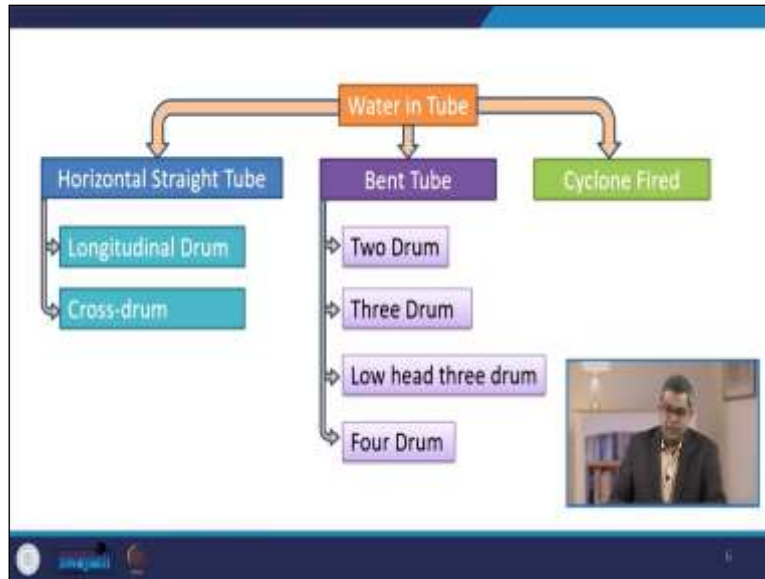 Water in Tube
Horizontal Straight Tube
Bent Tube
Cyclone Fired
Longitudinal Drum
Two Drum
Cross-drum
Three Drum
Low head three drum
Four Drum
6